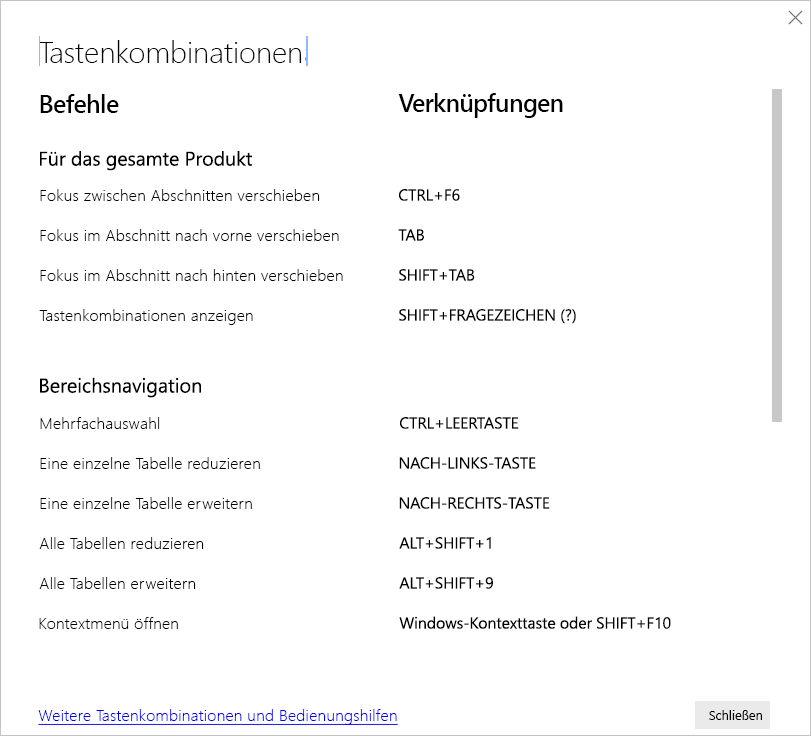 Tastenkombinationen
Befehle Verknüpfungen
Für das gesamte Produkt
Fokus zwischen Abschnitten verschieben CTRL+F6
Fokus im Abschnitt nach vorne verschieben TAB
Fokus im Abschnitt nach hinten verschieben SHIFT+TAB
Tastenkombinationen anzeigen SHIFT+FRAGEZEICHEN (?)
Bereichsnavigation
Mehrfachauswahl CTRL+LEERTASTE
Eine einzelne Tabelle reduzieren NACH-LINKS-TASTE
Eine einzelne Tabelle erweitern NACH-RECHTS-TASTE
Alle Tabellen reduzieren ALT+SHIFT+1
Alle Tabellen erweitern ALT+SHIFT+9
Kontextmenü öffnen Windows-Kontexttaste oder SHIFT+F10
Weitere Tastenkombinationen und Bedienungshilfen Schließen